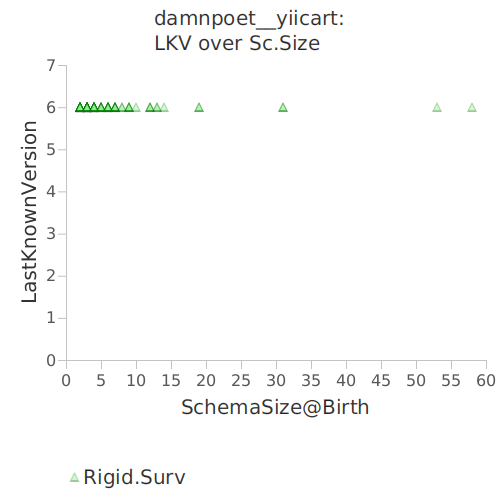 damnpoet__yiicart:
LKV over Sc.Size
7
6
5
4
3
2
1
0
LastKnownVersion
0 5 10 15 20 25 30 35 40 45 50 55 60
SchemaSize@Birth
Rigid.Surv